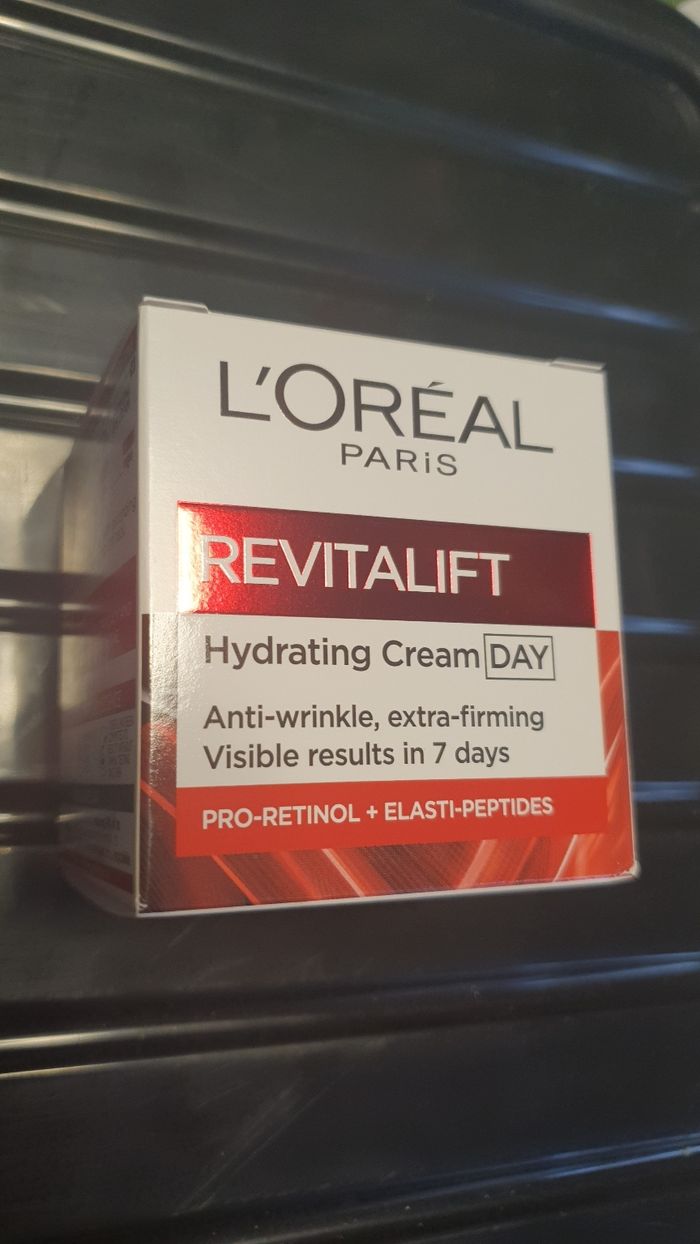 L'ORÉAL
PARiS
REVITALIFT
Hydrating Cream DAY
Anti-wrinkle, extra-firming
Visible results in 7 days
PRO-RETINOL + ELASTI-PEPTIDES